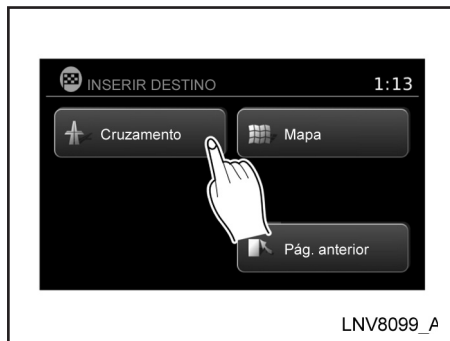 INSERIR DESTINO 1:13
Cruzamento
Mapa
Pág. anterior
LNV8099_A